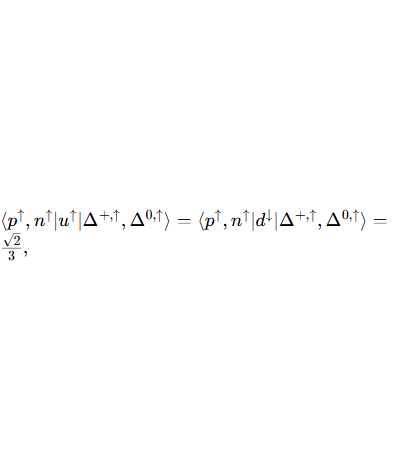 ⟨p↑, n↑|u↑|Δ⁺,↑, Δ⁰,↑⟩ = ⟨p↑, n↑|d↓|Δ⁺,↑, Δ⁰,↑⟩ =
√2/3,